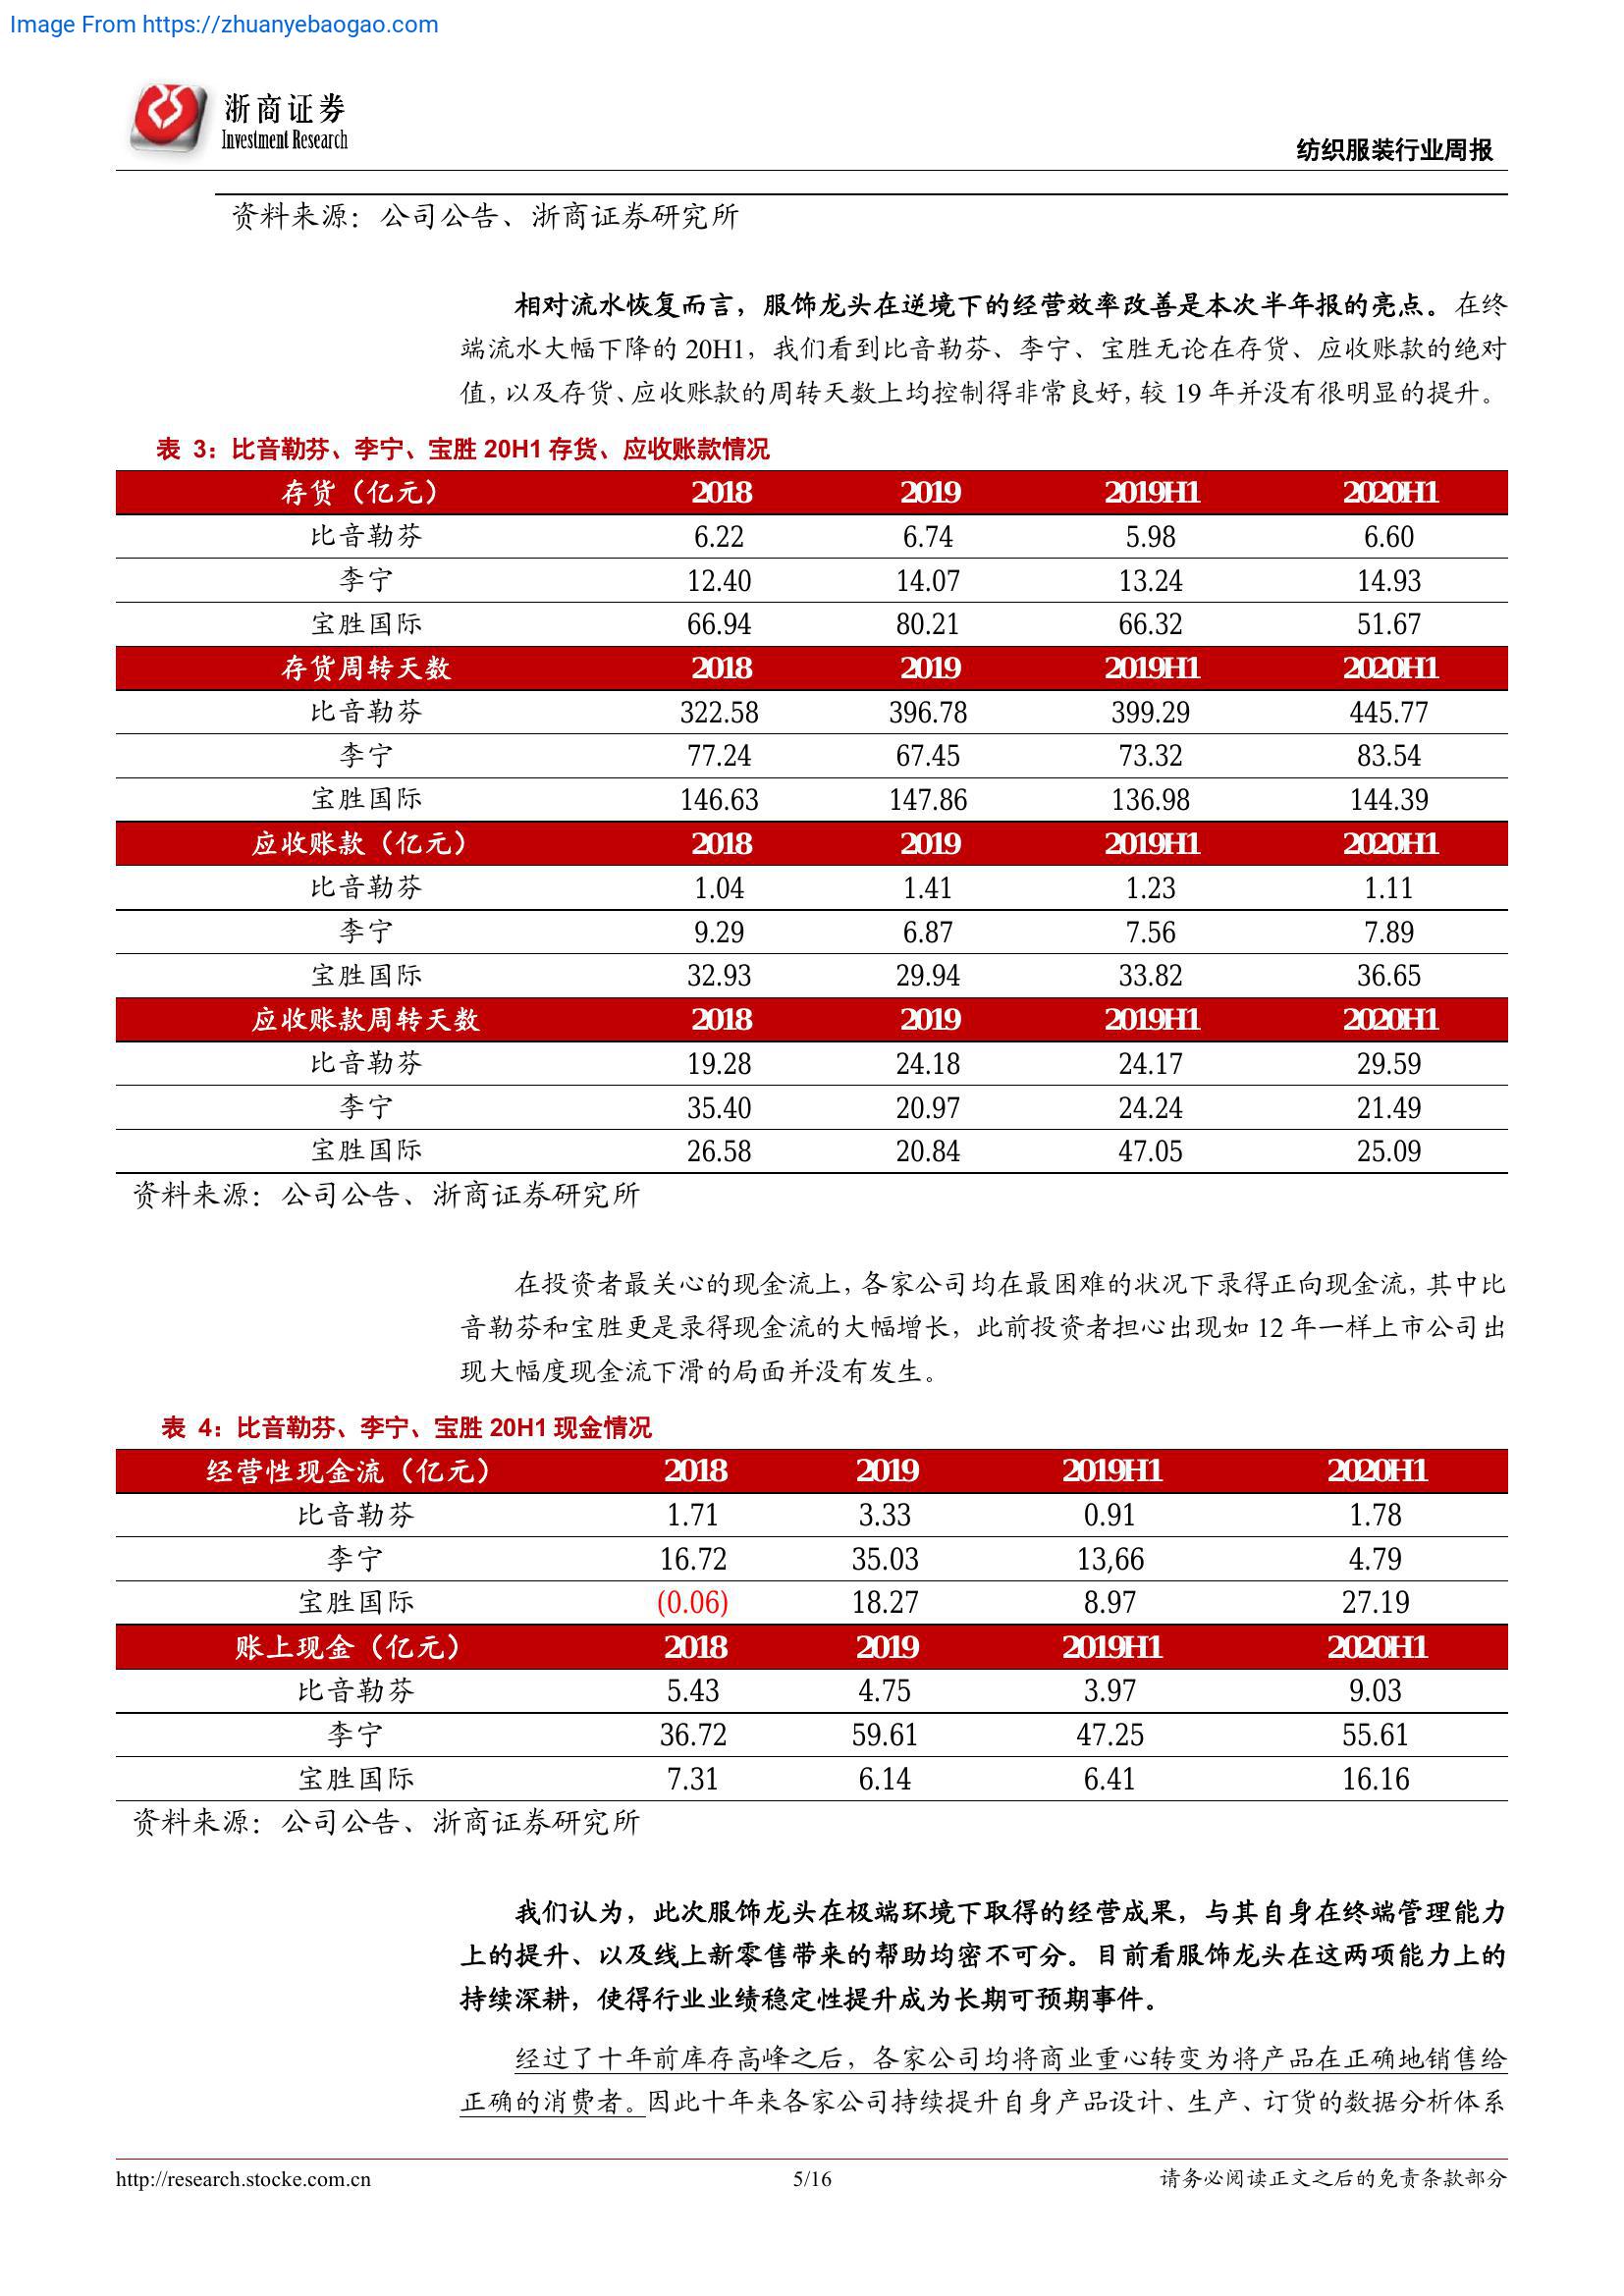 Image From https://zhuanyebaogao.com
浙商证券
Investment Research
纺织服装行业周报
资料来源：公司公告、浙商证券研究所
相对流水恢复而言，服饰龙头在逆境下的经营效率改善是本次半年报的亮点。在终
端流水大幅下降的 20H1，我们看到比音勒芬、李宁、宝胜无论在存货、应收账款的绝对
值，以及存货、应收账款的周转天数上均控制得非常良好，较 19 年并没有很明显的提升。
表 3：比音勒芬、李宁、宝胜 20H1 存货、应收账款情况
存货（亿元） 2018 2019 2019H1 2020H1
比音勒芬 6.22 6.74 5.98 6.60
李宁 12.40 14.07 13.24 14.93
宝胜国际 66.94 80.21 66.32 51.67
存货周转天数 2018 2019 2019H1 2020H1
比音勒芬 322.58 396.78 399.29 445.77
李宁 77.24 67.45 73.32 83.54
宝胜国际 146.63 147.86 136.98 144.39
应收账款（亿元） 2018 2019 2019H1 2020H1
比音勒芬 1.04 1.41 1.23 1.11
李宁 9.29 6.87 7.56 7.89
宝胜国际 32.93 29.94 33.82 36.65
应收账款周转天数 2018 2019 2019H1 2020H1
比音勒芬 19.28 24.18 24.17 29.59
李宁 35.40 20.97 24.24 21.49
宝胜国际 26.58 20.84 47.05 25.09
资料来源：公司公告、浙商证券研究所
在投资者最关心的现金流上，各家公司均在最困难的状况下录得正向现金流，其中比
音勒芬和宝胜更是录得现金流的大幅增长，此前投资者担心出现如 12 年一样上市公司出
现大幅度现金流下滑的局面并没有发生。
表 4：比音勒芬、李宁、宝胜 20H1 现金情况
经营性现金流（亿元） 2018 2019 2019H1 2020H1
比音勒芬 1.71 3.33 0.91 1.78
李宁 16.72 35.03 13,66 4.79
宝胜国际 (0.06) 18.27 8.97 27.19
账上现金（亿元） 2018 2019 2019H1 2020H1
比音勒芬 5.43 4.75 3.97 9.03
李宁 36.72 59.61 47.25 55.61
宝胜国际 7.31 6.14 6.41 16.16
资料来源：公司公告、浙商证券研究所
我们认为，此次服饰龙头在极端环境下取得的经营成果，与其自身在终端管理能力
上的提升、以及线上新零售带来的帮助均密不可分。目前看服饰龙头在这两项能力上的
持续深耕，使得行业业绩稳定性提升成为长期可预期事件。
经过了十年前库存高峰之后，各家公司均将商业重心转变为将产品在正确地销售给
正确的消费者。因此十年来各家公司持续提升自身产品设计、生产、订货的数据分析体系
http://research.stocke.com.cn 5/16 请务必阅读正文之后的免责条款部分